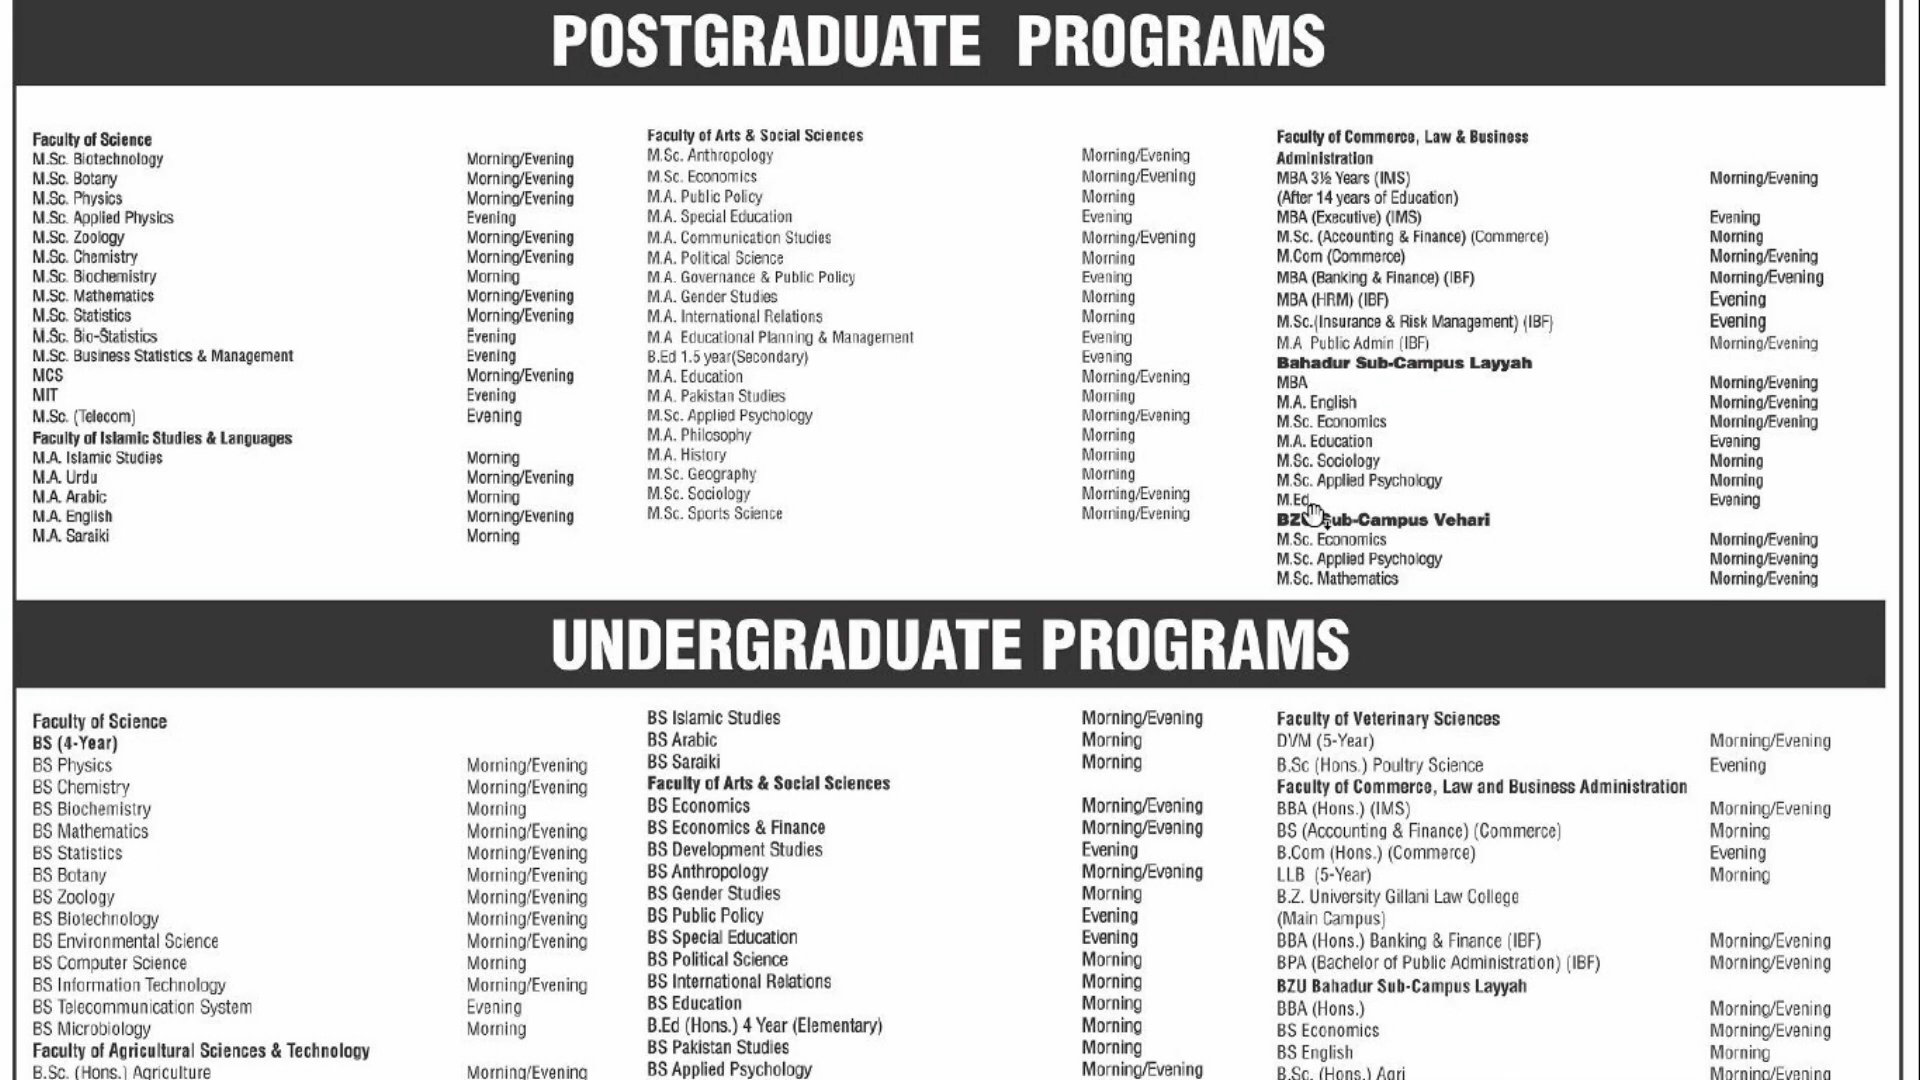 POSTGRADUATE PROGRAMS
Faculty of Science
M.Sc. Biotechnology Morning/Evening
M.Sc. Botany Morning/Evening
M.Sc. Physics Morning/Evening
M.Sc. Applied Physics Evening
M.Sc. Zoology Morning/Evening
M.Sc. Chemistry Morning/Evening
M.Sc. Biochemistry Morning
M.Sc. Mathematics Morning/Evening
M.Sc. Statistics Morning/Evening
M.Sc. Bio-Statistics Evening
M.Sc. Business Statistics & Management Evening
MCS Morning/Evening
MIT Evening
M.Sc. (Telecom) Evening
Faculty of Islamic Studies & Languages
M.A. Islamic Studies Morning
M.A. Urdu Morning/Evening
M.A. Arabic Morning
M.A. English Morning/Evening
M.A. Saraiki Morning
Faculty of Arts & Social Sciences
M.Sc. Anthropology Morning/Evening
M.Sc. Economics Morning/Evening
M.A. Public Policy Morning
M.A. Special Education Evening
M.A. Communication Studies Morning/Evening
M.A. Political Science Morning
M.A. Governance & Public Policy Evening
M.A. Gender Studies Morning
M.A. International Relations Morning
M.A Educational Planning & Management Evening
B.Ed 1.5 year(Secondary) Evening
M.A. Education Morning/Evening
M.A. Pakistan Studies Morning
M.Sc. Applied Psychology Morning/Evening
M.A. Philosophy Morning
M.A. History Morning
M.Sc. Geography Morning
M.Sc. Sociology Morning/Evening
M.Sc. Sports Science Morning/Evening
Faculty of Commerce, Law & Business
Administration
MBA 3½ Years (IMS) Morning/Evening
(After 14 years of Education)
MBA (Executive) (IMS) Evening
M.Sc. (Accounting & Finance) (Commerce) Morning
M.Com (Commerce) Morning/Evening
MBA (Banking & Finance) (IBF) Morning/Evening
MBA (HRM) (IBF) Evening
M.Sc.(Insurance & Risk Management) (IBF) Evening
M.A Public Admin (IBF) Morning/Evening
Bahadur Sub-Campus Layyah
MBA Morning/Evening
M.A. English Morning/Evening
M.Sc. Economics Morning/Evening
M.A. Education Evening
M.Sc. Sociology Morning
M.Sc. Applied Psychology Morning
M.Ed Evening
BZU Sub-Campus Vehari
M.Sc. Economics Morning/Evening
M.Sc. Applied Psychology Morning/Evening
M.Sc. Mathematics Morning/Evening
UNDERGRADUATE PROGRAMS
Faculty of Science
BS (4-Year)
BS Physics Morning/Evening
BS Chemistry Morning/Evening
BS Biochemistry Morning
BS Mathematics Morning/Evening
BS Statistics Morning/Evening
BS Botany Morning/Evening
BS Zoology Morning/Evening
BS Biotechnology Morning/Evening
BS Environmental Science Morning/Evening
BS Computer Science Morning
BS Information Technology Morning/Evening
BS Telecommunication System Evening
BS Microbiology Morning
Faculty of Agricultural Sciences & Technology
B.Sc. (Hons.) Agriculture Morning/Evening
BS Islamic Studies Morning/Evening
BS Arabic Morning
BS Saraiki Morning
Faculty of Arts & Social Sciences
BS Economics Morning/Evening
BS Economics & Finance Morning/Evening
BS Development Studies Evening
BS Anthropology Morning/Evening
BS Gender Studies Morning
BS Public Policy Evening
BS Special Education Evening
BS Political Science Morning
BS International Relations Morning
BS Education Morning
B.Ed (Hons.) 4 Year (Elementary) Morning
BS Pakistan Studies Morning
BS Applied Psychology Morning/Evening
Faculty of Veterinary Sciences
DVM (5-Year) Morning/Evening
B.Sc (Hons.) Poultry Science Evening
Faculty of Commerce, Law and Business Administration
BBA (Hons.) (IMS) Morning/Evening
BS (Accounting & Finance) (Commerce) Morning
B.Com (Hons.) (Commerce) Evening
LLB (5-Year) Morning
B.Z. University Gillani Law College
(Main Campus)
BBA (Hons.) Banking & Finance (IBF) Morning/Evening
BPA (Bachelor of Public Administration) (IBF) Morning/Evening
BZU Bahadur Sub-Campus Layyah
BBA (Hons.) Morning/Evening
BS Economics Morning/Evening
BS English Morning
B.Sc. (Hons.) Agri Morning/Evening